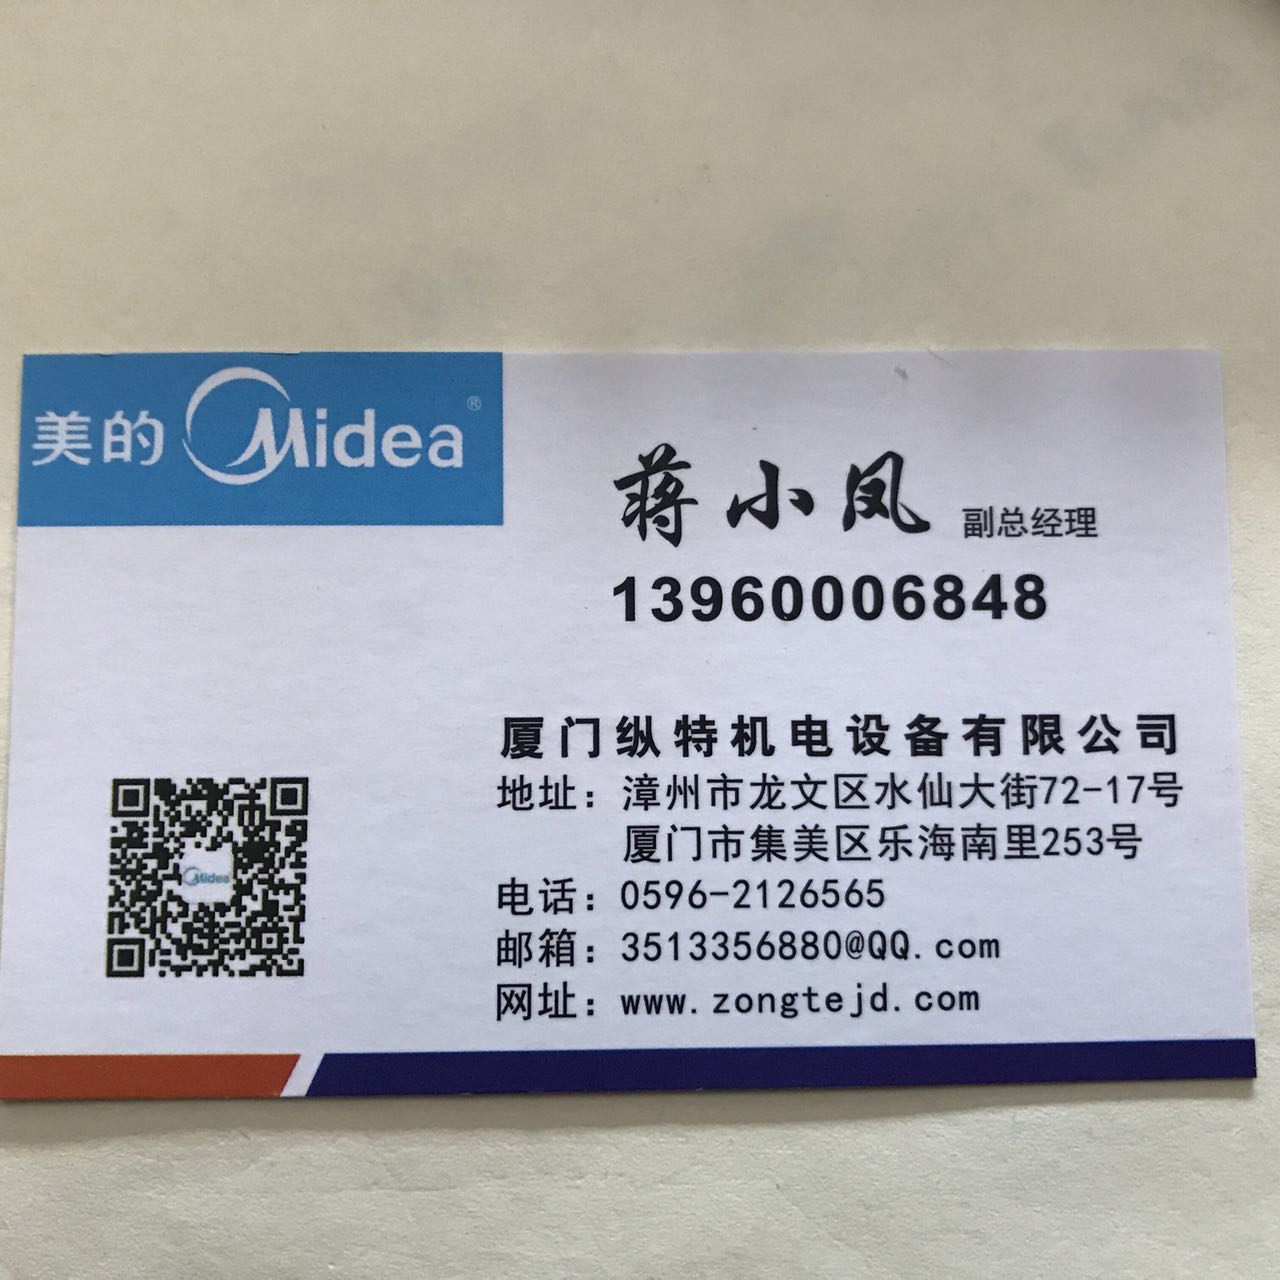 美的 Midea®
蒋小凤 副总经理
13960006848
厦门纵特机电设备有限公司
地址：漳州市龙文区水仙大街72-17号
厦门市集美区乐海南里253号
电话：0596-2126565
邮箱：3513356880@QQ.com
网址：www.zongtejd.com
Midea